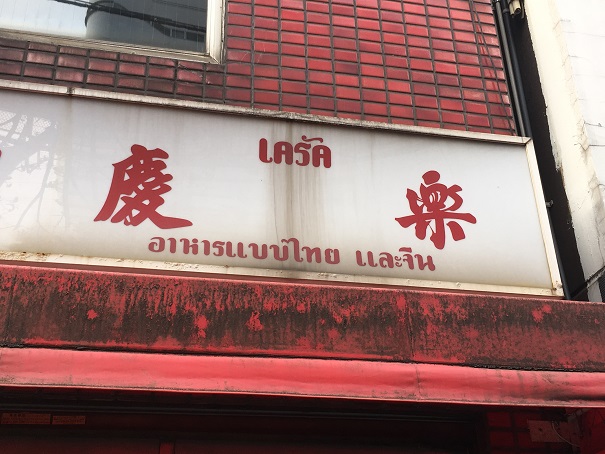 เครัค
慶 樂
อาหารแบบไทย และจีน